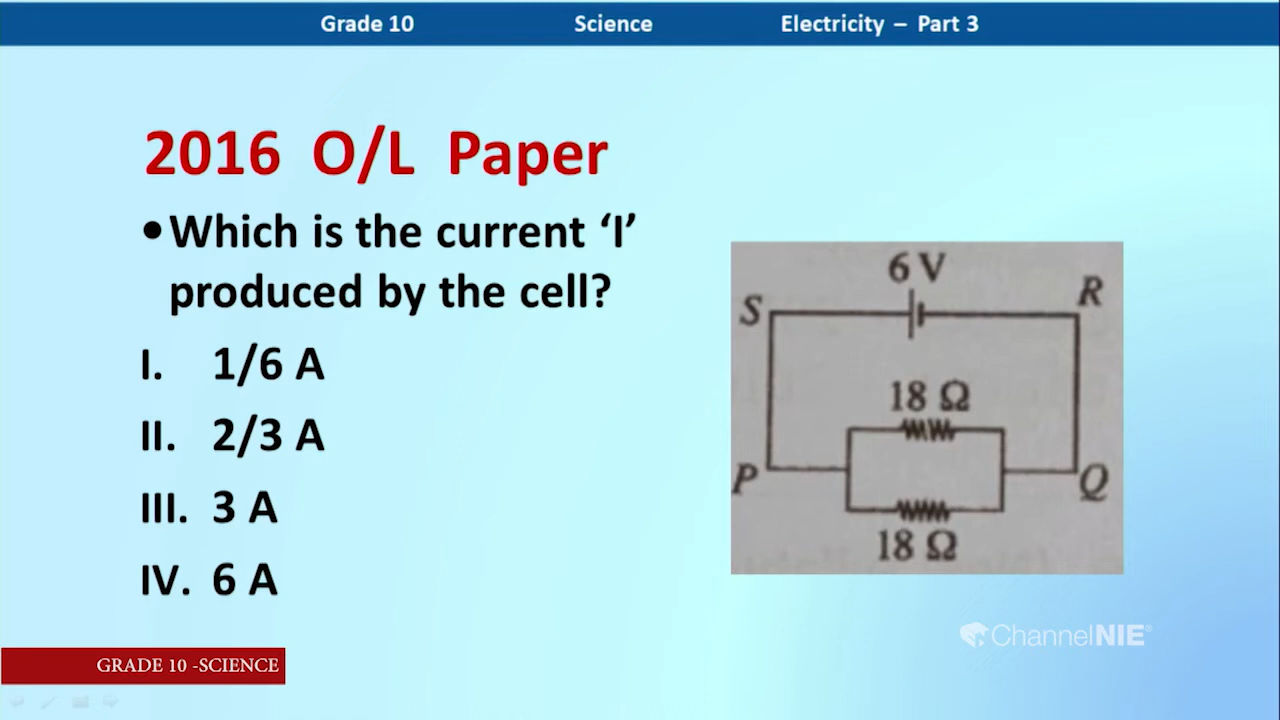 Grade 10 Science Electricity – Part 3
2016 O/L Paper
• Which is the current ‘I’
produced by the cell?
I. 1/6 A
II. 2/3 A
III. 3 A
IV. 6 A
6 V
S R
18 Ω
P Q
18 Ω
ChannelNIE®
GRADE 10 -SCIENCE